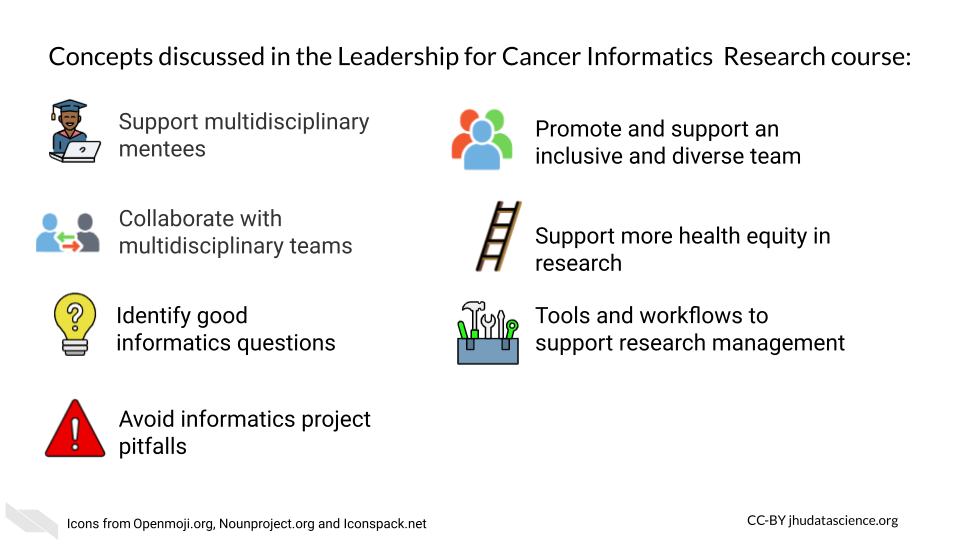 Concepts discussed in the Leadership for Cancer Informatics Research course:
Support multidisciplinary
mentees
Collaborate with
multidisciplinary teams
Identify good
informatics questions
Avoid informatics project
pitfalls
Promote and support an
inclusive and diverse team
Support more health equity in
research
Tools and workflows to
support research management
Icons from Openmoji.org, Nounproject.org and Iconspack.net
CC-BY jhudatascience.org